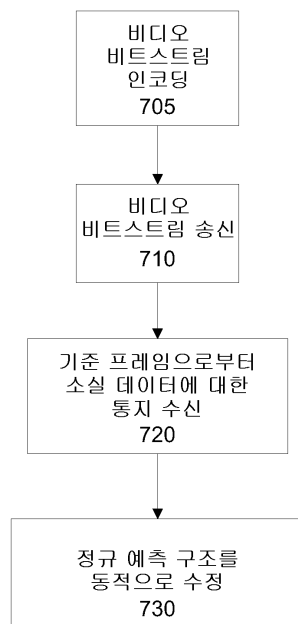 비디오
비트스트림
인코딩
705
비디오
비트스트림 송신
710
기준 프레임으로부터
소실 데이터에 대한
통지 수신
720
정규 예측 구조를
동적으로 수정
730